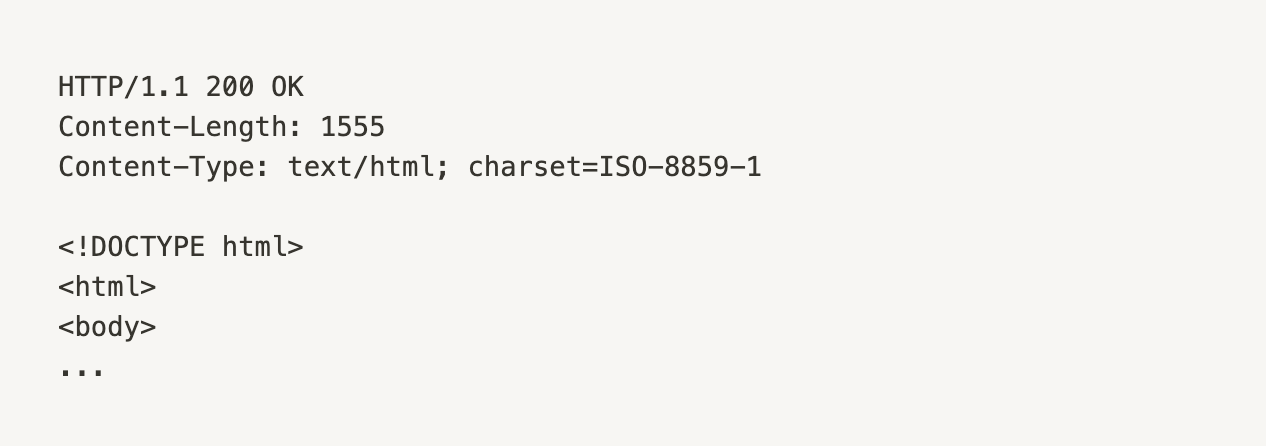 HTTP/1.1 200 OK
Content-Length: 1555
Content-Type: text/html; charset=ISO-8859-1

<!DOCTYPE html>
<html>
<body>
...